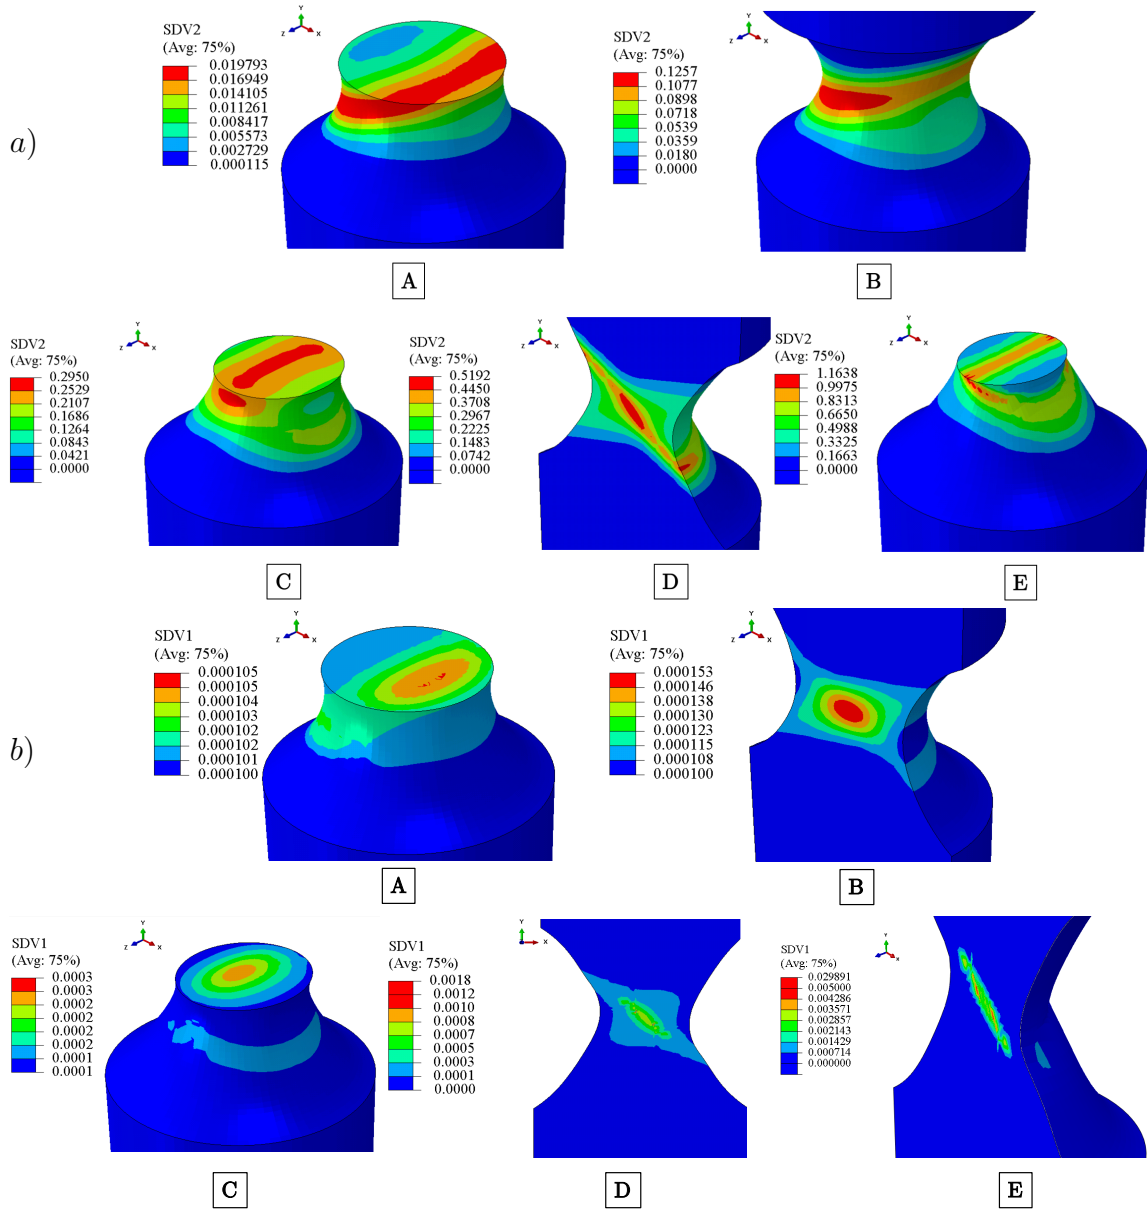 a)
SDV2
(Avg: 75%)
0.019793
0.016949
0.014105
0.011261
0.008417
0.005573
0.002729
0.000115
Y
Z
X
A
SDV2
(Avg: 75%)
0.1257
0.1077
0.0898
0.0718
0.0539
0.0359
0.0180
0.0000
Y
Z
X
B
SDV2
(Avg: 75%)
0.2950
0.2529
0.2107
0.1686
0.1264
0.0843
0.0421
0.0000
Y
Z
X
C
SDV2
(Avg: 75%)
0.5192
0.4450
0.3708
0.2967
0.2225
0.1483
0.0742
0.0000
Y
Z
X
D
SDV2
(Avg: 75%)
1.1638
0.9975
0.8313
0.6650
0.4988
0.3325
0.1663
0.0000
Y
Z
X
E
b)
SDV1
(Avg: 75%)
0.000105
0.000105
0.000104
0.000103
0.000102
0.000102
0.000101
0.000100
Y
Z
X
A
SDV1
(Avg: 75%)
0.000153
0.000146
0.000138
0.000130
0.000123
0.000115
0.000108
0.000100
Y
Z
X
B
SDV1
(Avg: 75%)
0.0003
0.0003
0.0002
0.0002
0.0002
0.0002
0.0001
0.0001
Y
Z
X
C
SDV1
(Avg: 75%)
0.0018
0.0012
0.0010
0.0008
0.0007
0.0005
0.0003
0.0001
0.0000
Y
X
D
SDV1
(Avg: 75%)
0.029891
0.005000
0.004286
0.003571
0.002857
0.002143
0.001429
0.000714
0.000000
Y
Z
X
E